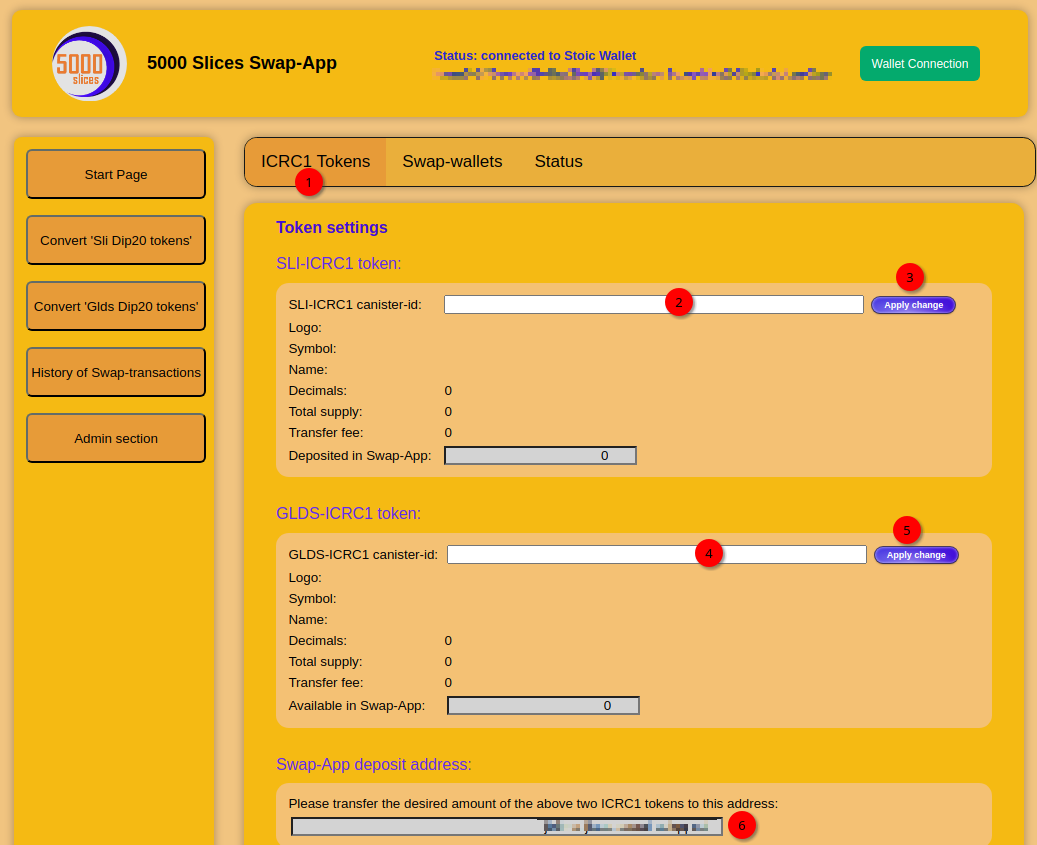 5000
slices
5000 Slices Swap-App
Status: connected to Stoic Wallet
Wallet Connection
Start Page
Convert 'Sli Dip20 tokens'
Convert 'Glds Dip20 tokens'
History of Swap-transactions
Admin section
ICRC1 Tokens
Swap-wallets
Status
1
Token settings
SLI-ICRC1 token:
3
SLI-ICRC1 canister-id:
2
Apply change
Logo:
Symbol:
Name:
Decimals: 0
Total supply: 0
Transfer fee: 0
Deposited in Swap-App: 0
GLDS-ICRC1 token:
5
GLDS-ICRC1 canister-id:
4
Apply change
Logo:
Symbol:
Name:
Decimals: 0
Total supply: 0
Transfer fee: 0
Available in Swap-App: 0
Swap-App deposit address:
Please transfer the desired amount of the above two ICRC1 tokens to this address:
6